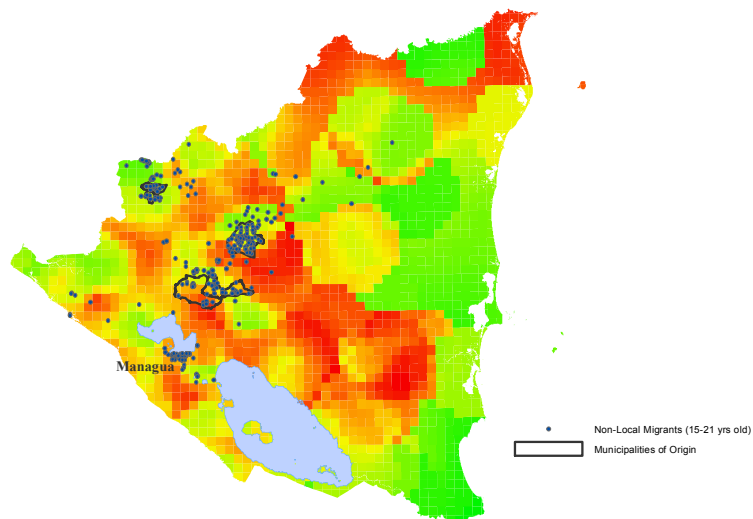 Managua
Non-Local Migrants (15-21 yrs old)
Municipalities of Origin